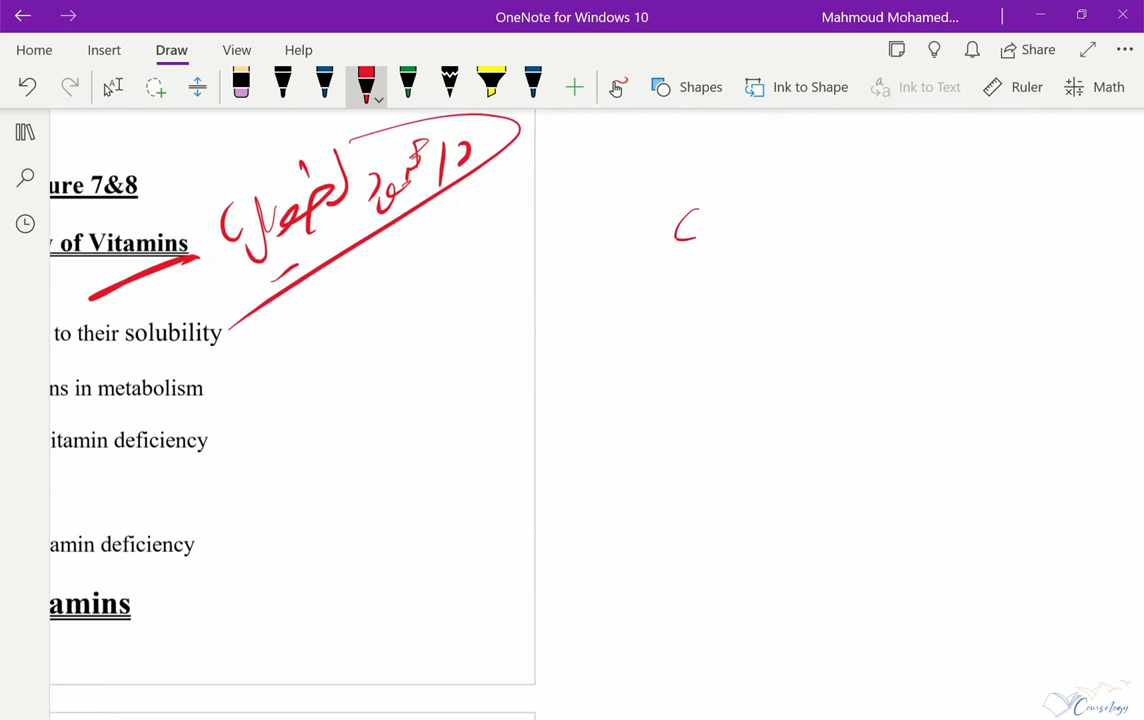 OneNote for Windows 10
Mahmoud Mohamed...
Home Insert Draw View Help
Share
Shapes Ink to Shape Ink to Text Ruler Math
ure 7&8
y of Vitamins
to their solubility
ns in metabolism
itamin deficiency
amin deficiency
amins
C
Courselogy